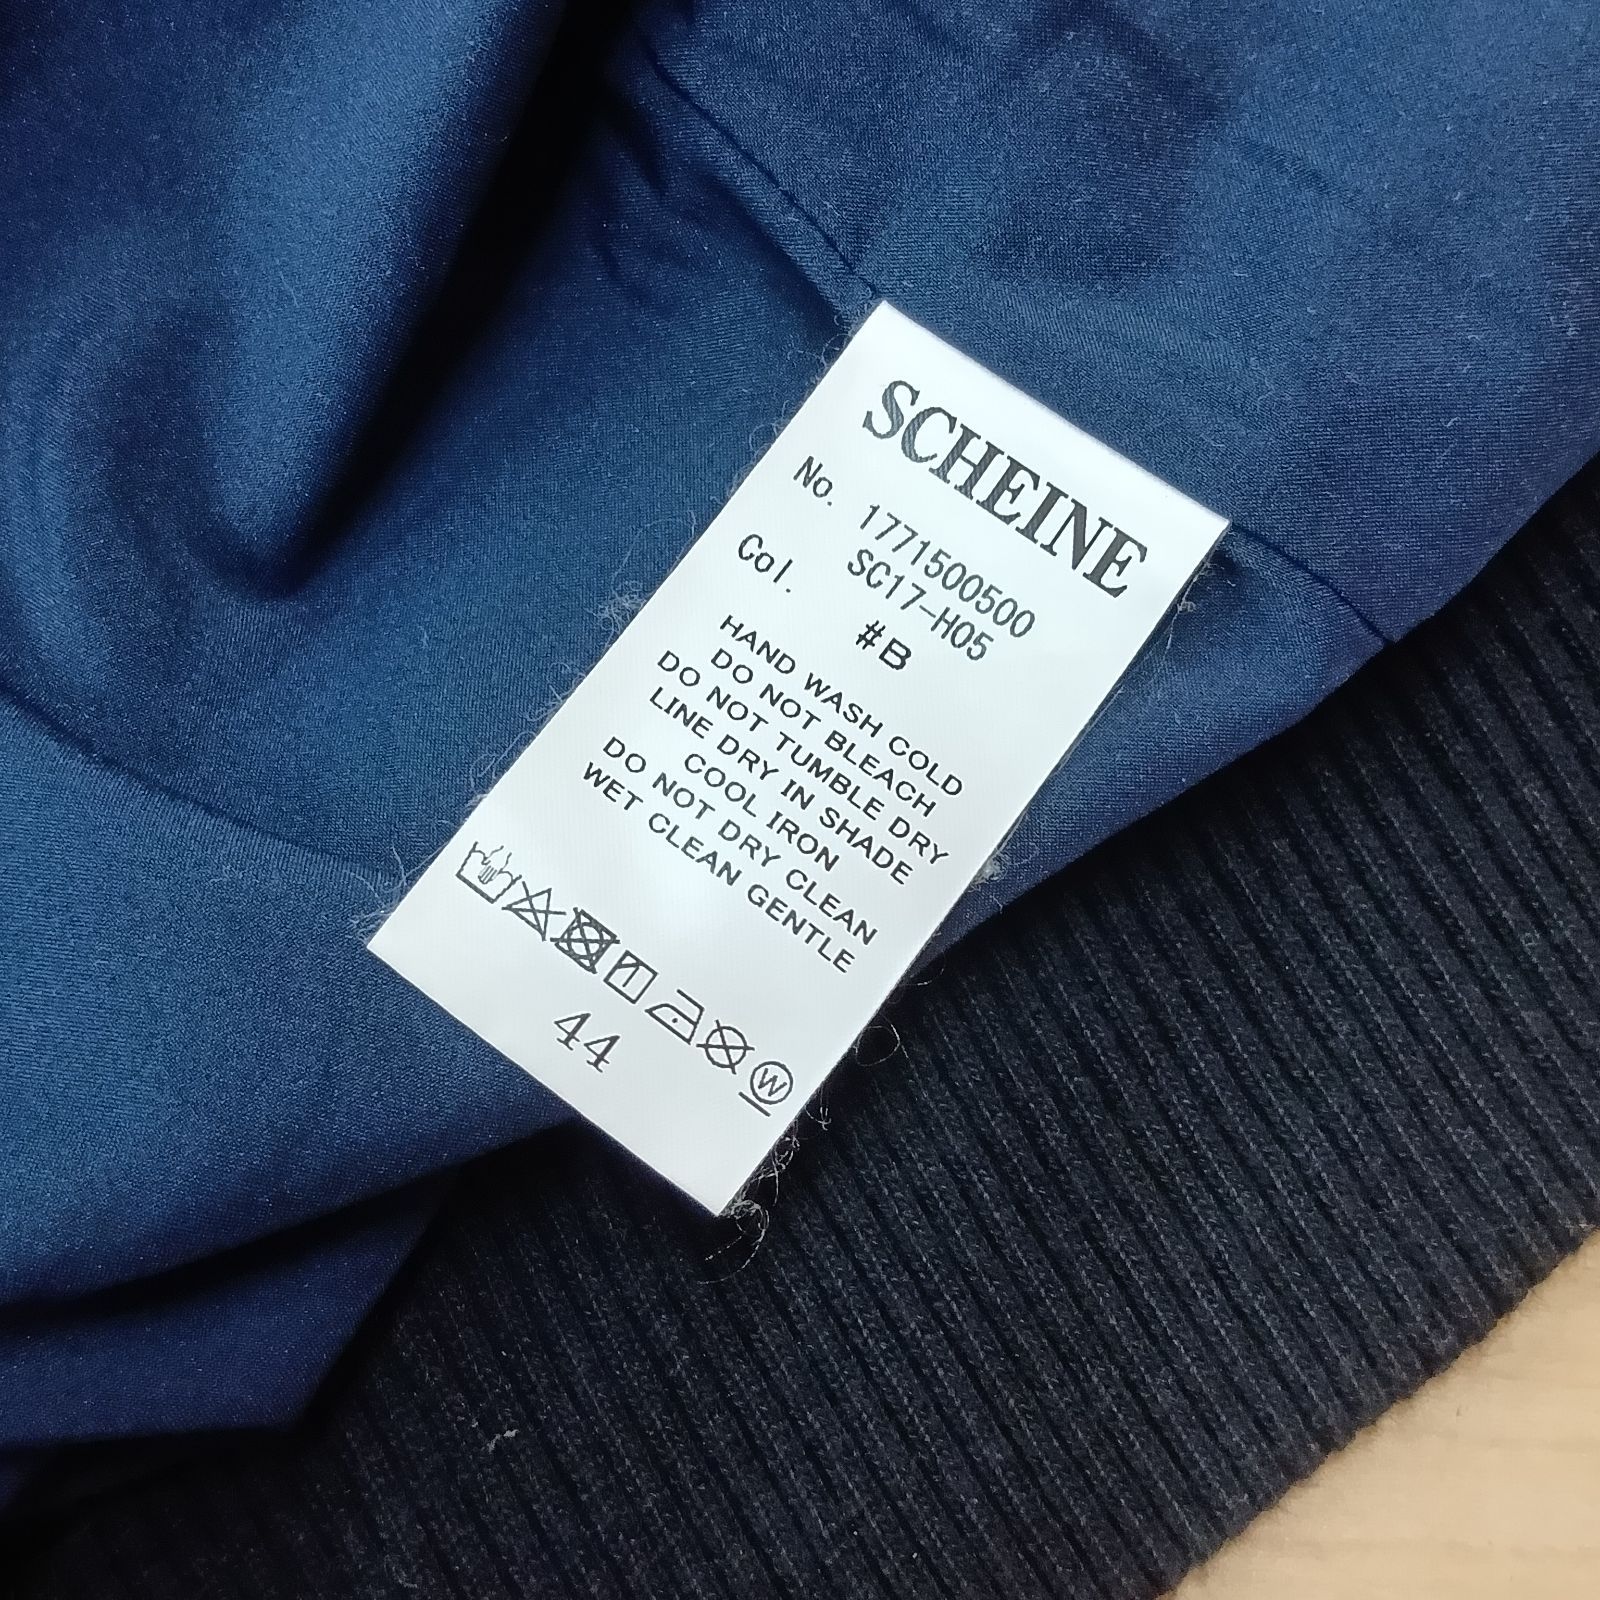 SCHEINE
No. 1771500500
SC17-H05
Col. #B
HAND WASH COLD
DO NOT BLEACH
DO NOT TUMBLE DRY
LINE DRY IN SHADE
COOL IRON
DO NOT DRY CLEAN
WET CLEAN GENTLE
W
44